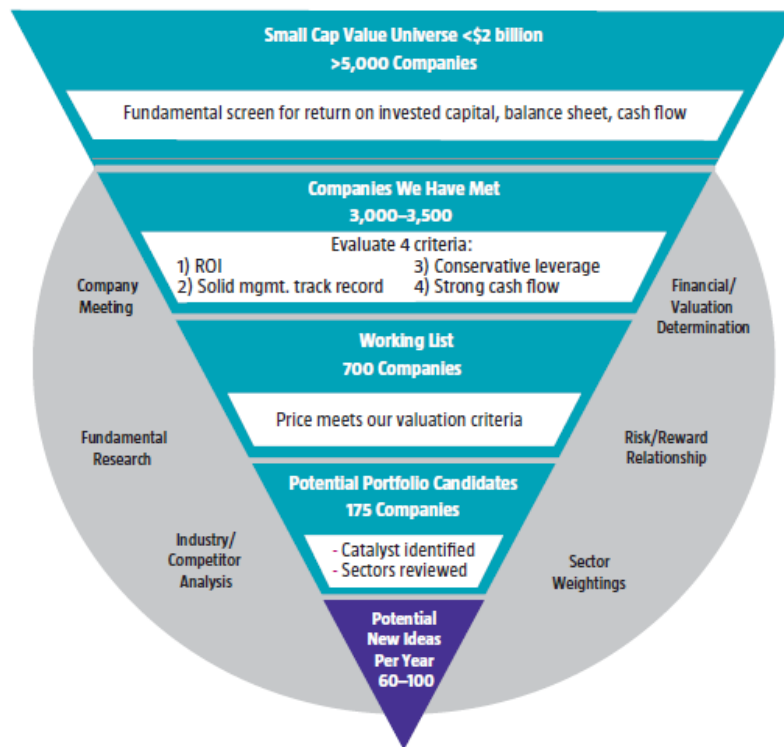 Small Cap Value Universe <$2 billion
>5,000 Companies
Fundamental screen for return on invested capital, balance sheet, cash flow
Companies We Have Met
3,000–3,500
Evaluate 4 criteria:
1) ROI
3) Conservative leverage
2) Solid mgmt. track record
4) Strong cash flow
Company
Meeting
Financial/
Valuation
Determination
Working List
700 Companies
Price meets our valuation criteria
Fundamental
Research
Risk/Reward
Relationship
Potential Portfolio Candidates
175 Companies
- Catalyst identified
- Sectors reviewed
Industry/
Competitor
Analysis
Sector
Weightings
Potential
New Ideas
Per Year
60–100